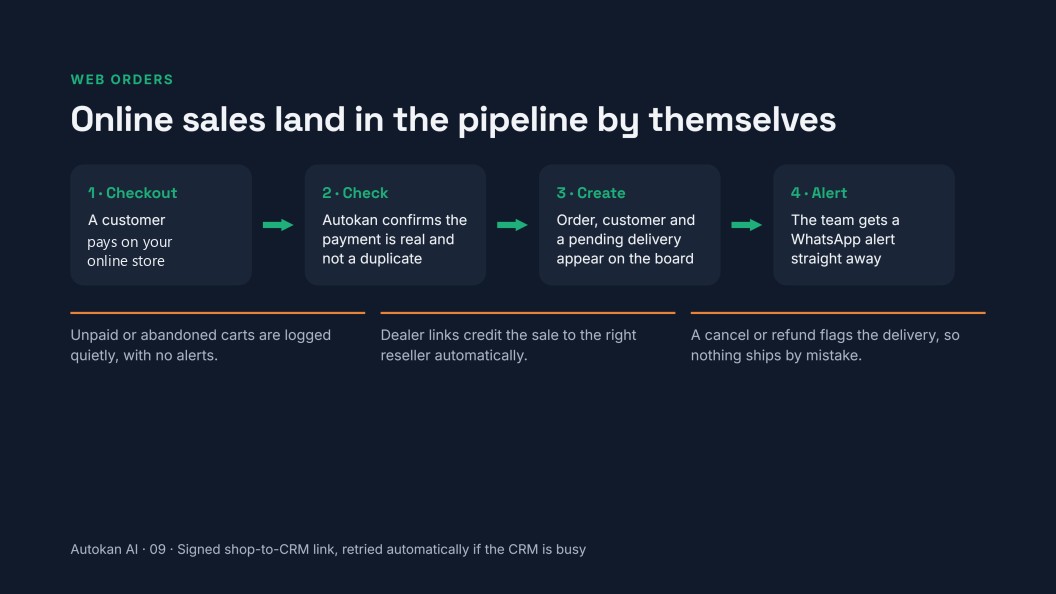 WEB ORDERS
Online sales land in the pipeline by themselves
1 · Checkout
A customer
pays on your
online store
2 · Check
Autokan confirms the
payment is real and
not a duplicate
3 · Create
Order, customer and
a pending delivery
appear on the board
4 · Alert
The team gets a
WhatsApp alert
straight away
Unpaid or abandoned carts are logged
quietly, with no alerts.
Dealer links credit the sale to the right
reseller automatically.
A cancel or refund flags the delivery, so
nothing ships by mistake.
Autokan AI · 09 · Signed shop-to-CRM link, retried automatically if the CRM is busy